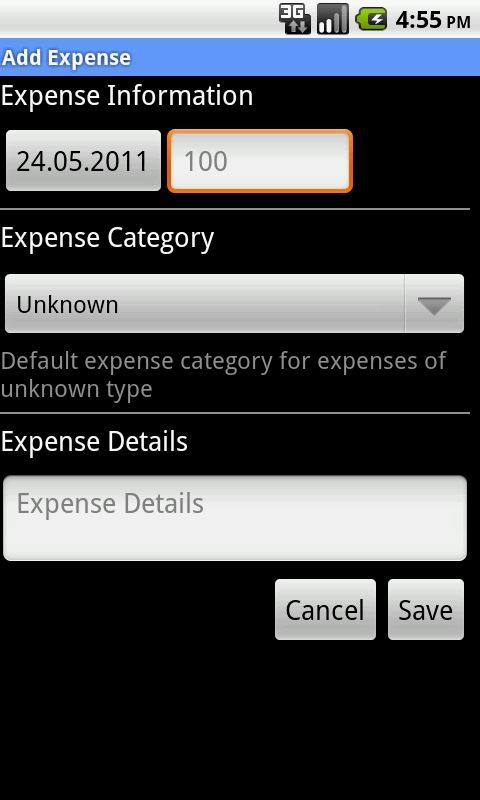 3G 4:55 PM
Add Expense
Expense Information
24.05.2011 100
Expense Category
Unknown
Default expense category for expenses of
unknown type
Expense Details
Expense Details
Cancel Save